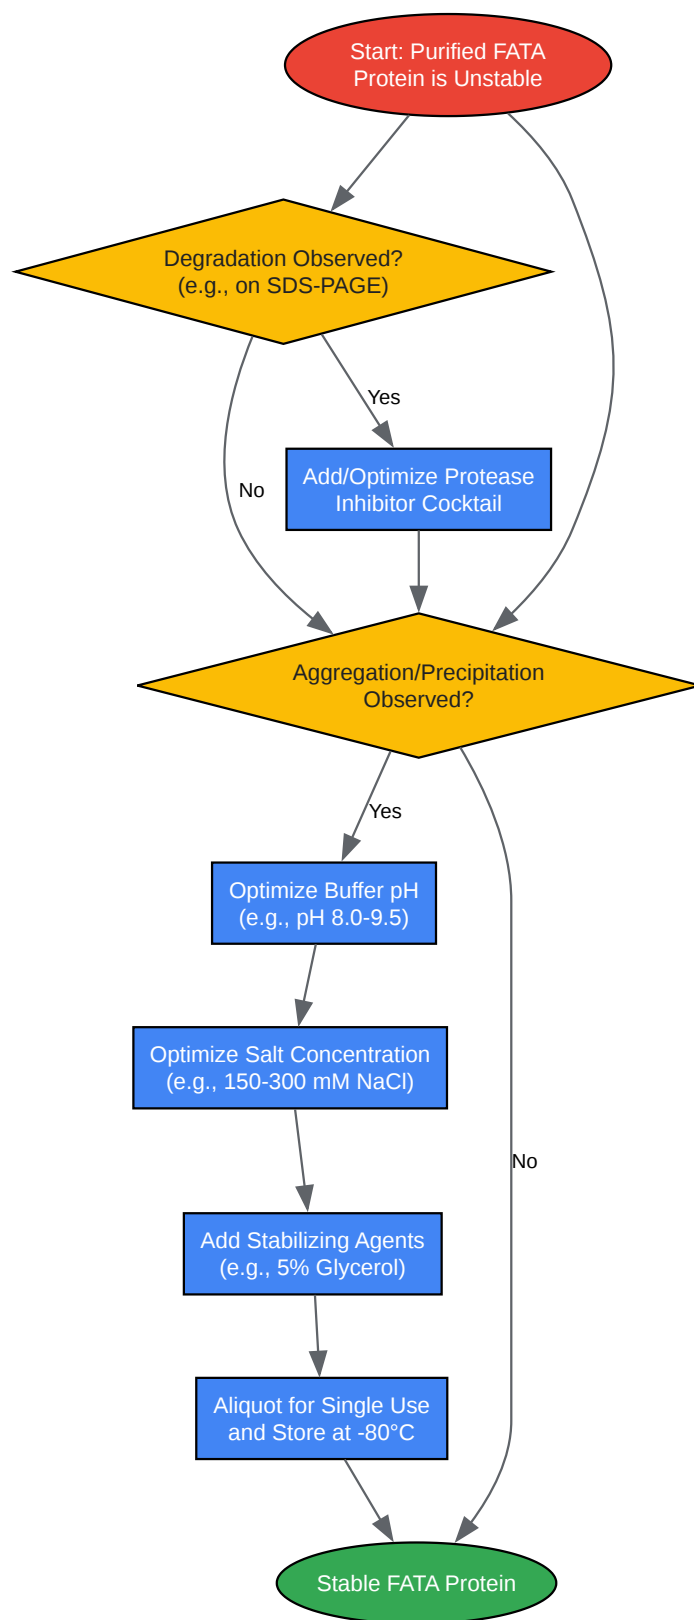 Start: Purified FATA
Protein is Unstable
Degradation Observed?
(e.g., on SDS-PAGE)
Yes
Add/Optimize Protease
Inhibitor Cocktail
No
Aggregation/Precipitation
Observed?
Yes
Optimize Buffer pH
(e.g., pH 8.0-9.5)
Optimize Salt Concentration
(e.g., 150-300 mM NaCl)
No
Add Stabilizing Agents
(e.g., 5% Glycerol)
Aliquot for Single Use
and Store at -80°C
Stable FATA Protein